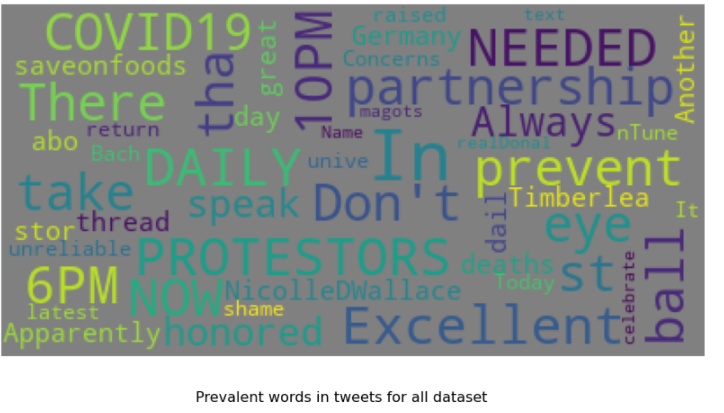 COVID19
great
10PM
raised
text
Germany
Concerns
NEEDED
Another
saveonfoods
tha
partnership
There
day
magots
Always
nTune
abo
return
Name
In
realDonal
Bach
DAILY
unive
prevent
take
speak
Don't
Timberlea
It
thread
dail
eye
stor
unreliable
PROTESTORS
deaths
st
ball
6PM
NOW
NicolleDWallace
Today
celebrate
latest
shame
Apparently
honored
Excellent
Prevalent words in tweets for all dataset